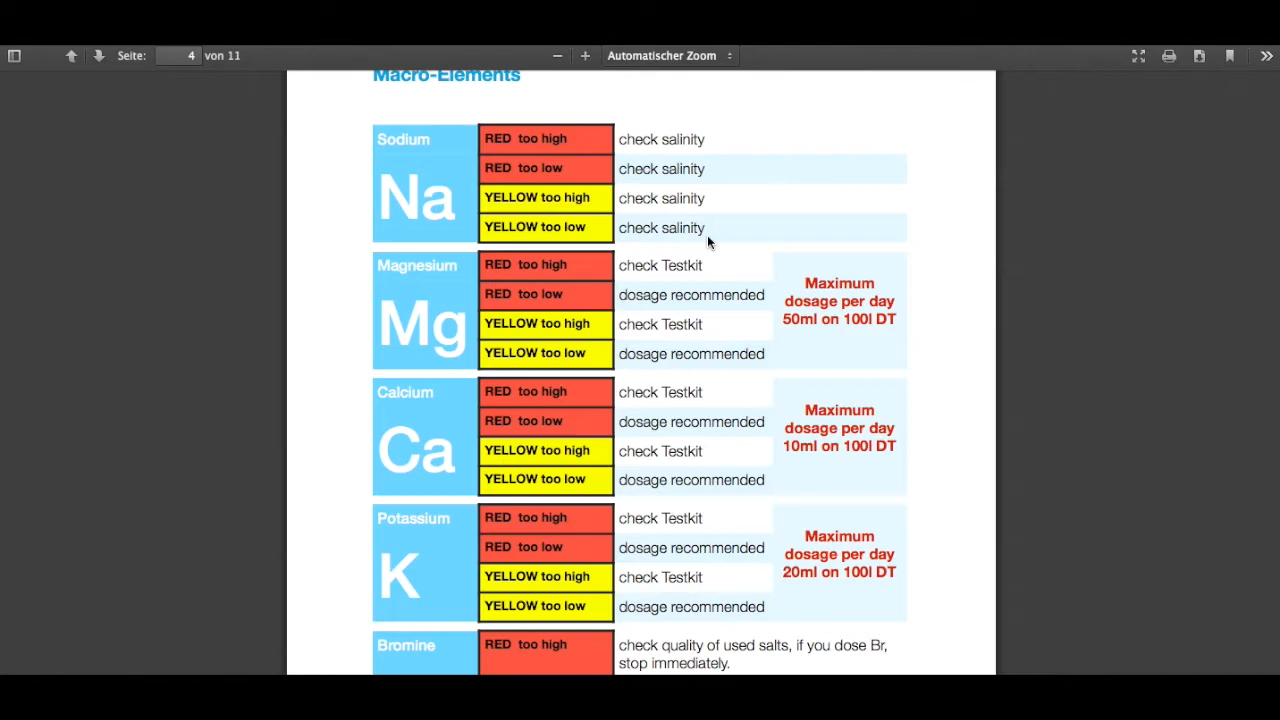 Seite: 4 von 11 Automatischer Zoom
Macro-Elements
Sodium
Na
RED too high check salinity
RED too low check salinity
YELLOW too high check salinity
YELLOW too low check salinity
Magnesium
Mg
RED too high check Testkit
RED too low dosage recommended
YELLOW too high check Testkit
YELLOW too low dosage recommended
Maximum
dosage per day
50ml on 100l DT
Calcium
Ca
RED too high check Testkit
RED too low dosage recommended
YELLOW too high check Testkit
YELLOW too low dosage recommended
Maximum
dosage per day
10ml on 100l DT
Potassium
K
RED too high check Testkit
RED too low dosage recommended
YELLOW too high check Testkit
YELLOW too low dosage recommended
Maximum
dosage per day
20ml on 100l DT
Bromine
RED too high check quality of used salts, if you dose Br,
stop immediately.